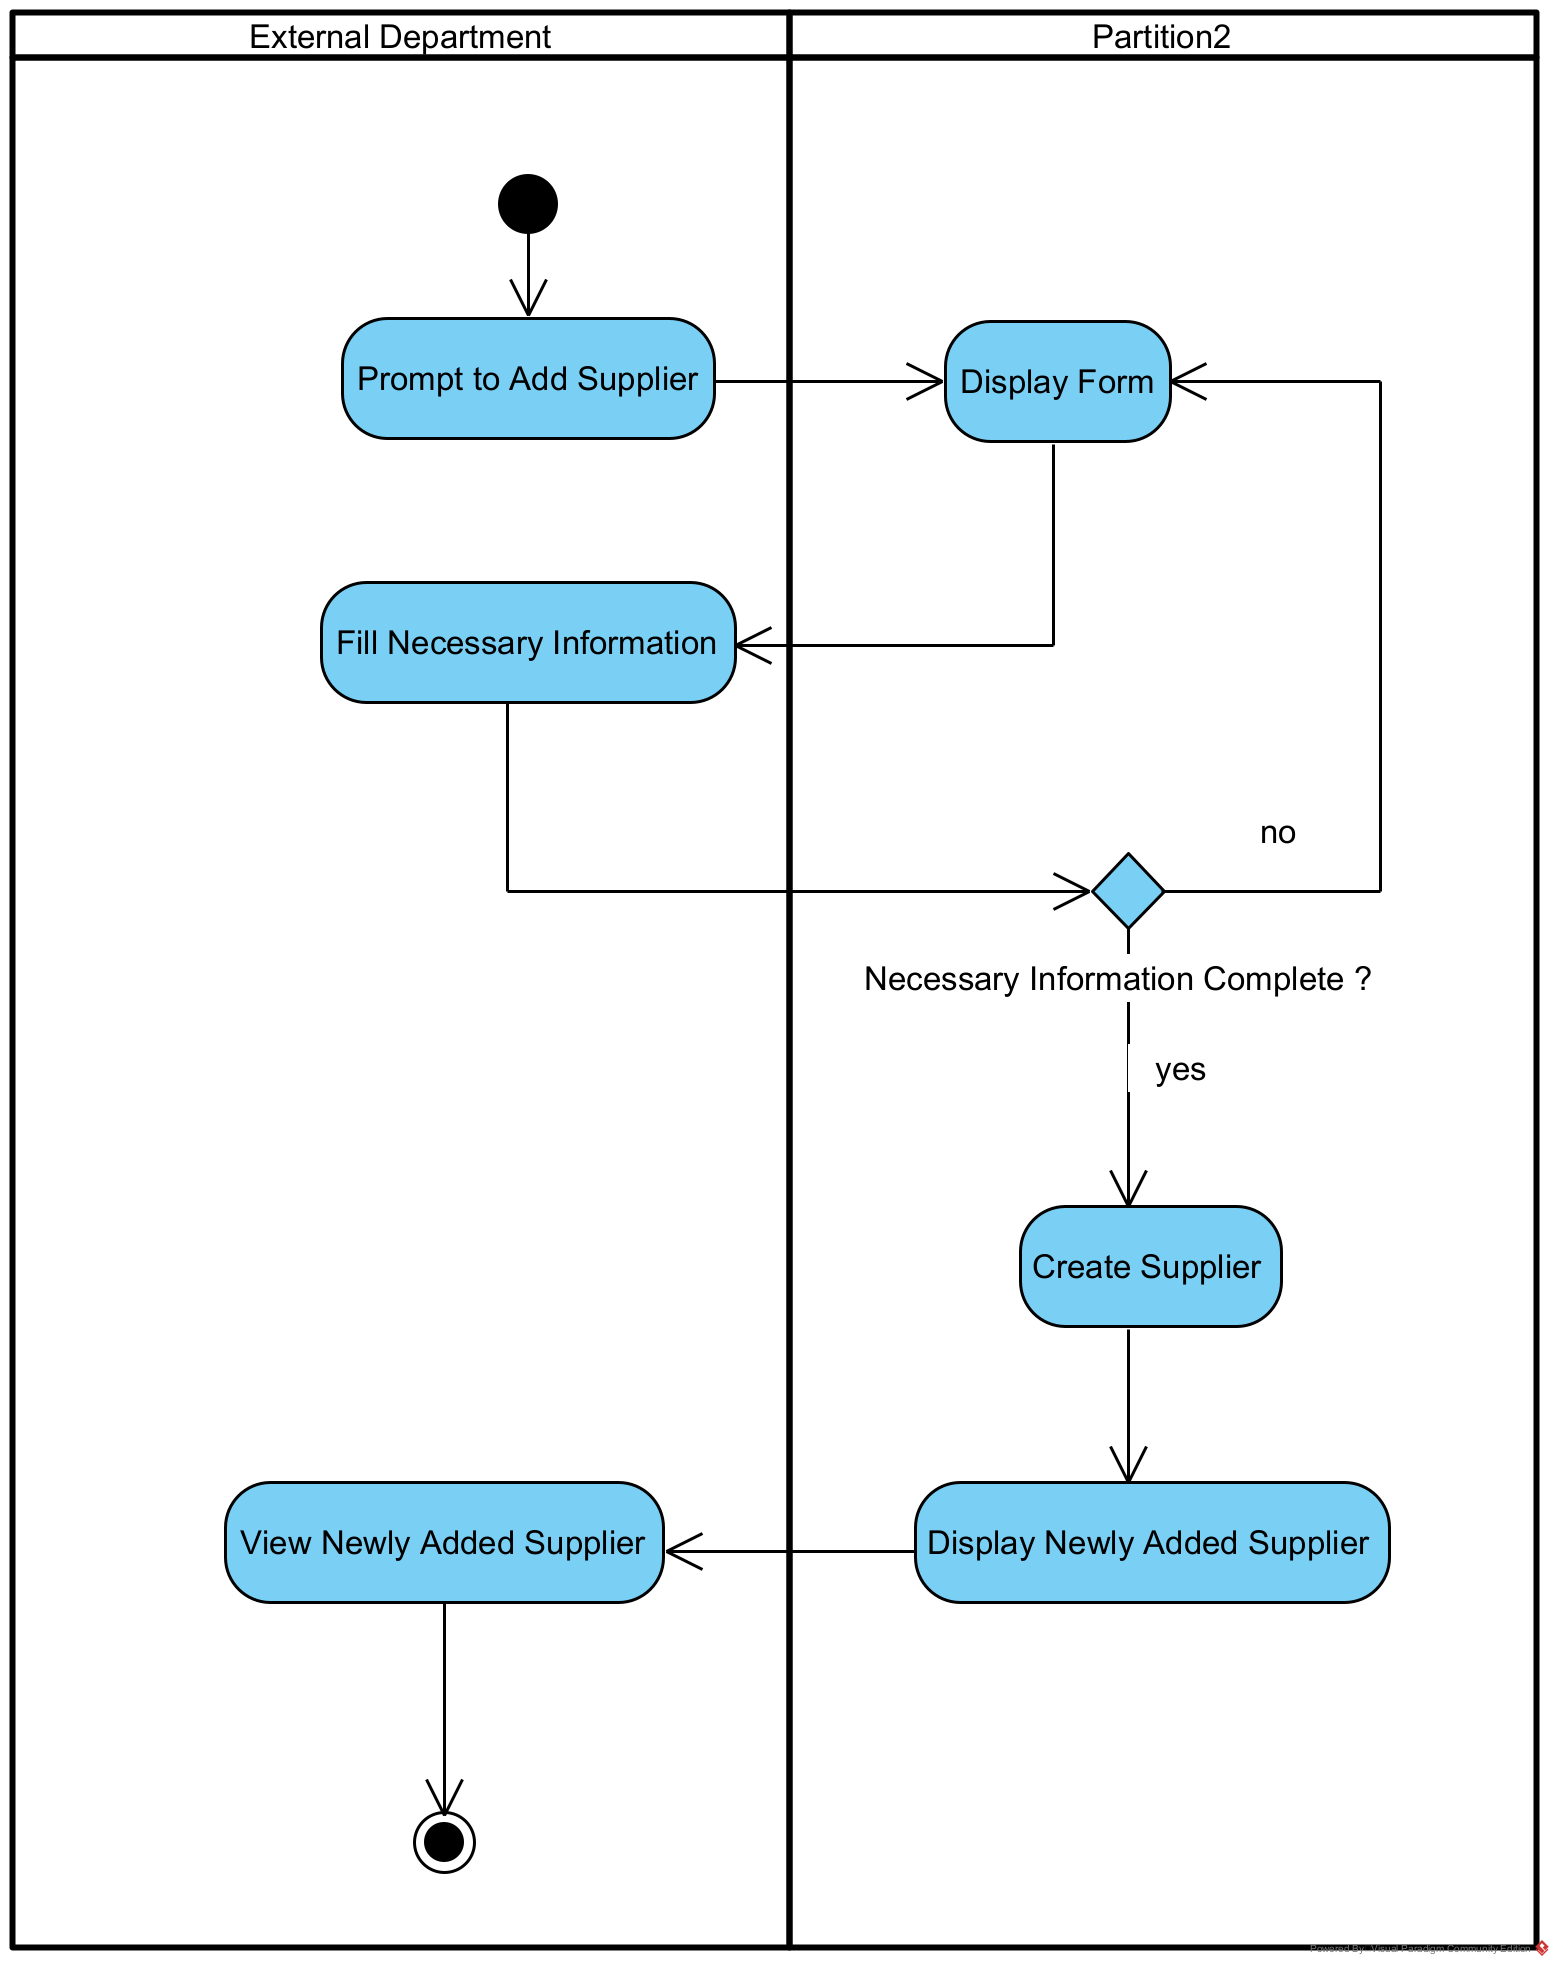 External Department
Partition2
Prompt to Add Supplier
Display Form
Fill Necessary Information
no
Necessary Information Complete ?
yes
Create Supplier
View Newly Added Supplier
Display Newly Added Supplier
Powered By: Visual Paradigm Community Edition